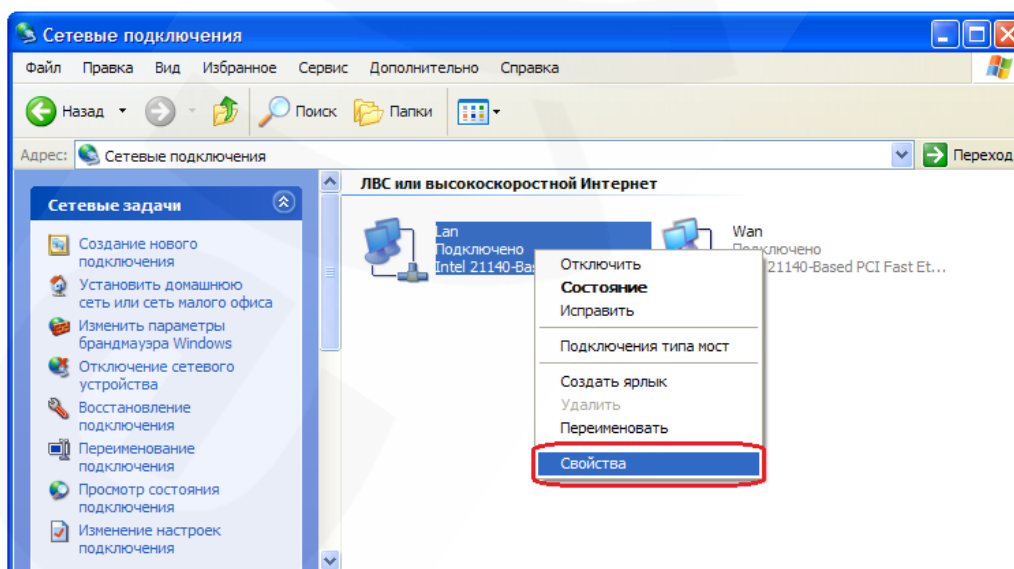 Сетевые подключения
Файл Правка Вид Избранное Сервис Дополнительно Справка
Назад Поиск Папки
Адрес: Сетевые подключения Переход
Сетевые задачи
Создание нового
подключения
Установить домашнюю
сеть или сеть малого офиса
Изменить параметры
брандмауэра Windows
Отключение сетевого
устройства
Восстановление
подключения
Переименование
подключения
Просмотр состояния
подключения
Изменение настроек
подключения
ЛВС или высокоскоростной Интернет
Lan
Подключено
Intel 21140-Ba
Wan
Подключено
21140-Based PCI Fast Et...
Отключить
Состояние
Исправить
Подключения типа мост
Создать ярлык
Удалить
Переименовать
Свойства